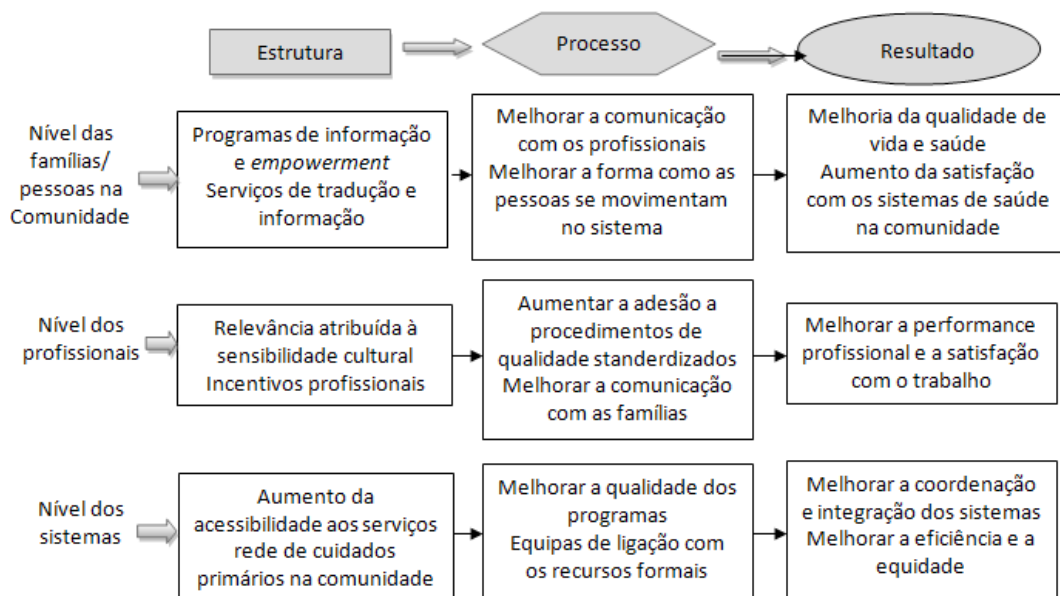 Estrutura
Processo
Resultado
Nível das
famílias/
pessoas na
Comunidade
Programas de informação
e empowerment
Serviços de tradução e
informação
Melhorar a comunicação
com os profissionais
Melhorar a forma como as
pessoas se movimentam
no sistema
Melhoria da qualidade de
vida e saúde
Aumento da satisfação
com os sistemas de saúde
na comunidade
Nível dos
profissionais
Relevância atribuída à
sensibilidade cultural
Incentivos profissionais
Aumentar a adesão a
procedimentos de
qualidade standerdizados
Melhorar a comunicação
com as famílias
Melhorar a performance
profissional e a satisfação
com o trabalho
Nível dos
sistemas
Aumento da
acessibilidade aos serviços
rede de cuidados
primários na comunidade
Melhorar a qualidade dos
programas
Equipas de ligação com
os recursos formais
Melhorar a coordenação
e integração dos sistemas
Melhorar a eficiência e a
equidade